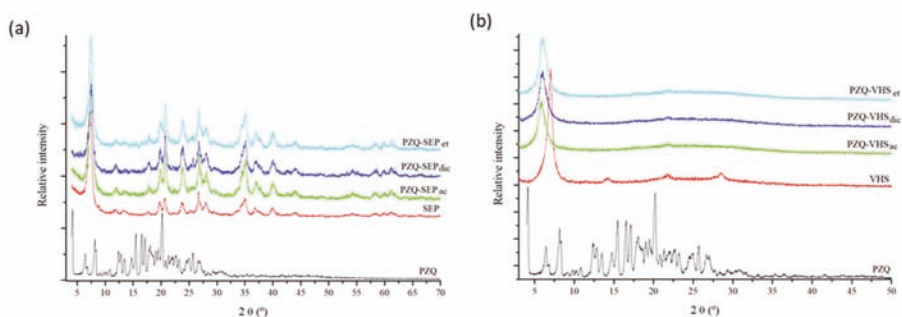 (a)
Relative intensity
PZQ-SEP et
PZQ-SEP dic
PZQ-SEP ac
SEP
PZQ
5 10 15 20 25 30 35 40 45 50 55 60 65 70
2 θ (°)
(b)
Relative intensity
PZQ-VHS et
PZQ-VHS dic
PZQ-VHS ac
VHS
PZQ
5 10 15 20 25 30 35 40 45 50
2 θ (°)